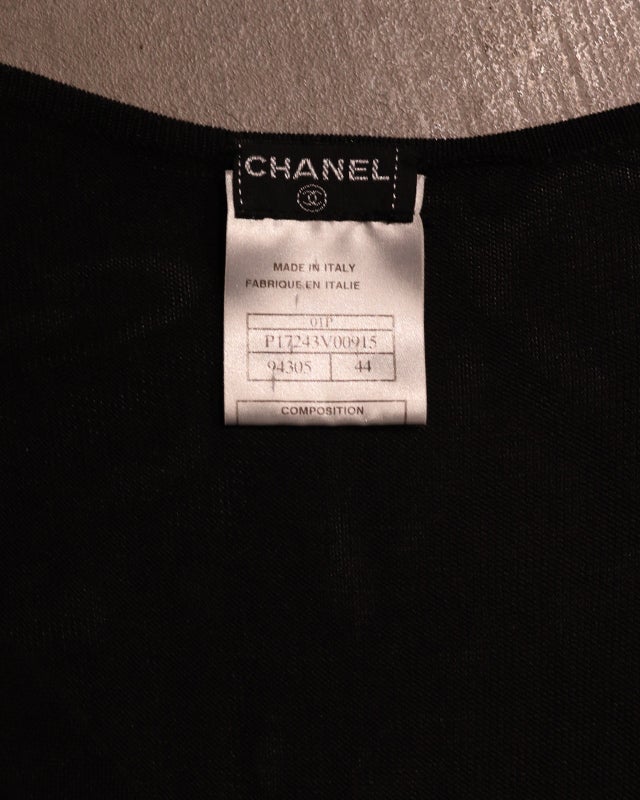 CHANEL
MADE IN ITALY
FABRIQUE EN ITALIE
01P
P17243V00915
94305 44
COMPOSITION